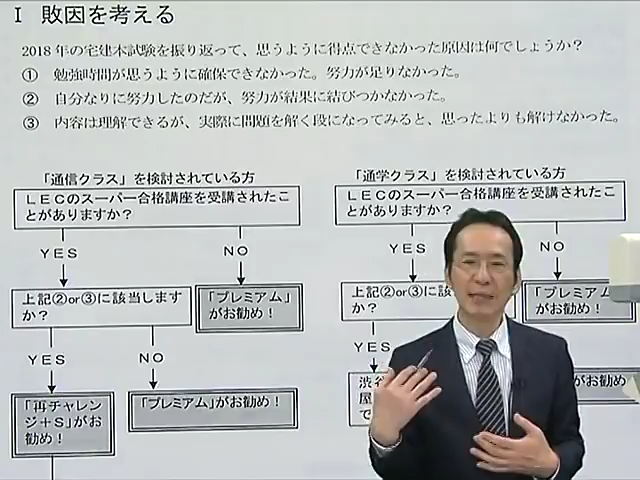 Ⅰ 敗因を考える
2018年の宅建本試験を振り返って、思うように得点できなかった原因は何でしょうか？
① 勉強時間が思うように確保できなかった。努力が足りなかった。
② 自分なりに努力したのだが、努力が結果に結びつかなかった。
③ 内容は理解できるが、実際に問題を解く段になってみると、思ったよりも解けなかった。
「通信クラス」を検討されている方
ＬＥＣのスーパー合格講座を受講されたこ
とがありますか？
ＹＥＳ
ＮＯ
上記②or③に該当します
か？
「プレミアム」
がお勧め！
ＹＥＳ
ＮＯ
「再チャレン
ジ＋Ｓ」がお
勧め！
「プレミアム」がお勧め！
「通学クラス」を検討されている方
ＬＥＣのスーパー合格講座を受講されたこ
とがありますか？
ＹＥＳ
ＮＯ
上記②or③に該
か？
「プレミア
がお勧め！
ＹＥＳ
渋谷
屋
で
がお勧め